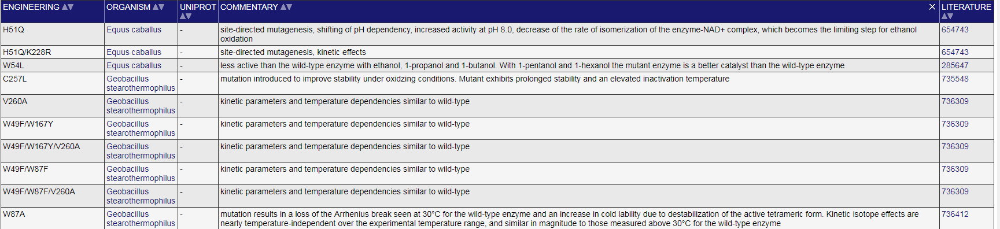 ENGINEERING ▲▼ ORGANISM ▲▼ UNIPROT ▲▼ COMMENTARY ▲▼ × LITERATURE ▲▼
H51Q Equus caballus - site-directed mutagenesis, shifting of pH dependency, increased activity at pH 8.0, decrease of the rate of isomerization of the enzyme-NAD+ complex, which becomes the limiting step for ethanol 654743
oxidation
H51Q/K228R Equus caballus - site-directed mutagenesis, kinetic effects 654743
W54L Equus caballus - less active than the wild-type enzyme with ethanol, 1-propanol and 1-butanol. With 1-pentanol and 1-hexanol the mutant enzyme is a better catalyst than the wild-type enzyme 285647
C257L Geobacillus - mutation introduced to improve stability under oxidzing conditions. Mutant exhibits prolonged stability and an elevated inactivation temperature 735548
stearothermophilus
V260A Geobacillus - kinetic parameters and temperature dependencies similar to wild-type 736309
stearothermophilus
W49F/W167Y Geobacillus - kinetic parameters and temperature dependencies similar to wild-type 736309
stearothermophilus
W49F/W167Y/V260A Geobacillus - kinetic parameters and temperature dependencies similar to wild-type 736309
stearothermophilus
W49F/W87F Geobacillus - kinetic parameters and temperature dependencies similar to wild-type 736309
stearothermophilus
W49F/W87F/V260A Geobacillus - kinetic parameters and temperature dependencies similar to wild-type 736309
stearothermophilus
W87A Geobacillus - mutation results in a loss of the Arrhenius break seen at 30°C for the wild-type enzyme and an increase in cold lability due to destabilization of the active tetrameric form. Kinetic isotope effects are 736412
stearothermophilus nearly temperature-independent over the experimental temperature range, and similar in magnitude to those measured above 30°C for the wild-type enzyme